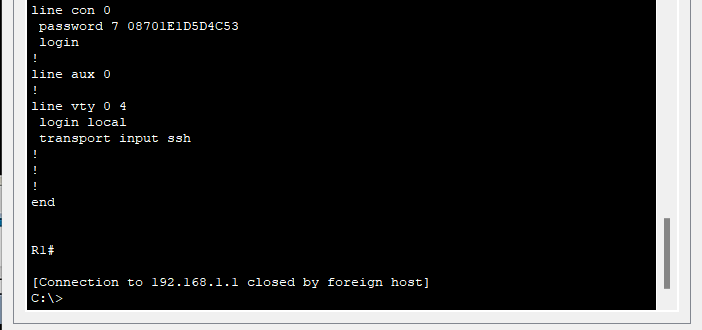 line con 0
password 7 08701E1D5D4C53
login
!
line aux 0
!
line vty 0 4
login local
transport input ssh
!
!
!
end
R1#
[Connection to 192.168.1.1 closed by foreign host]
C:\>